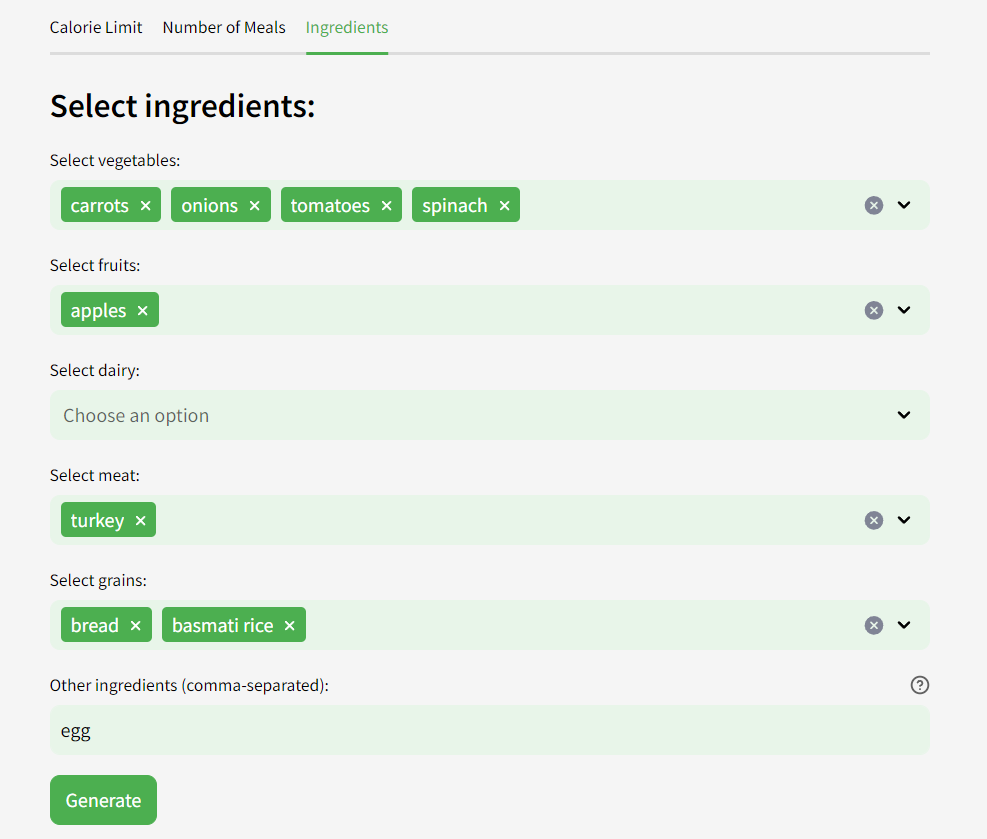 Calorie Limit Number of Meals Ingredients
Select ingredients:
Select vegetables:
carrots × onions × tomatoes × spinach ×
Select fruits:
apples ×
Select dairy:
Choose an option
Select meat:
turkey ×
Select grains:
bread × basmati rice ×
Other ingredients (comma-separated):
egg
Generate